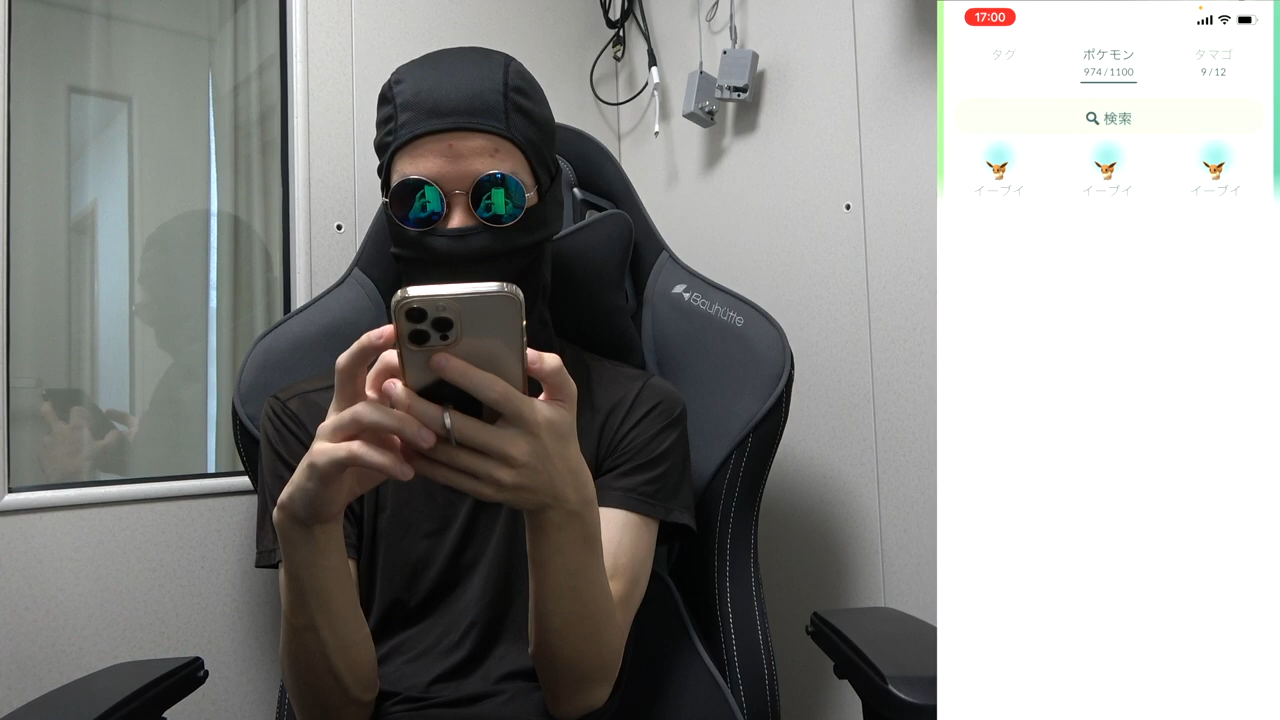 Bauhütte
17:00
タグ
ポケモン
974/1100
タマゴ
9/12
検索
イーブイ
イーブイ
イーブイ